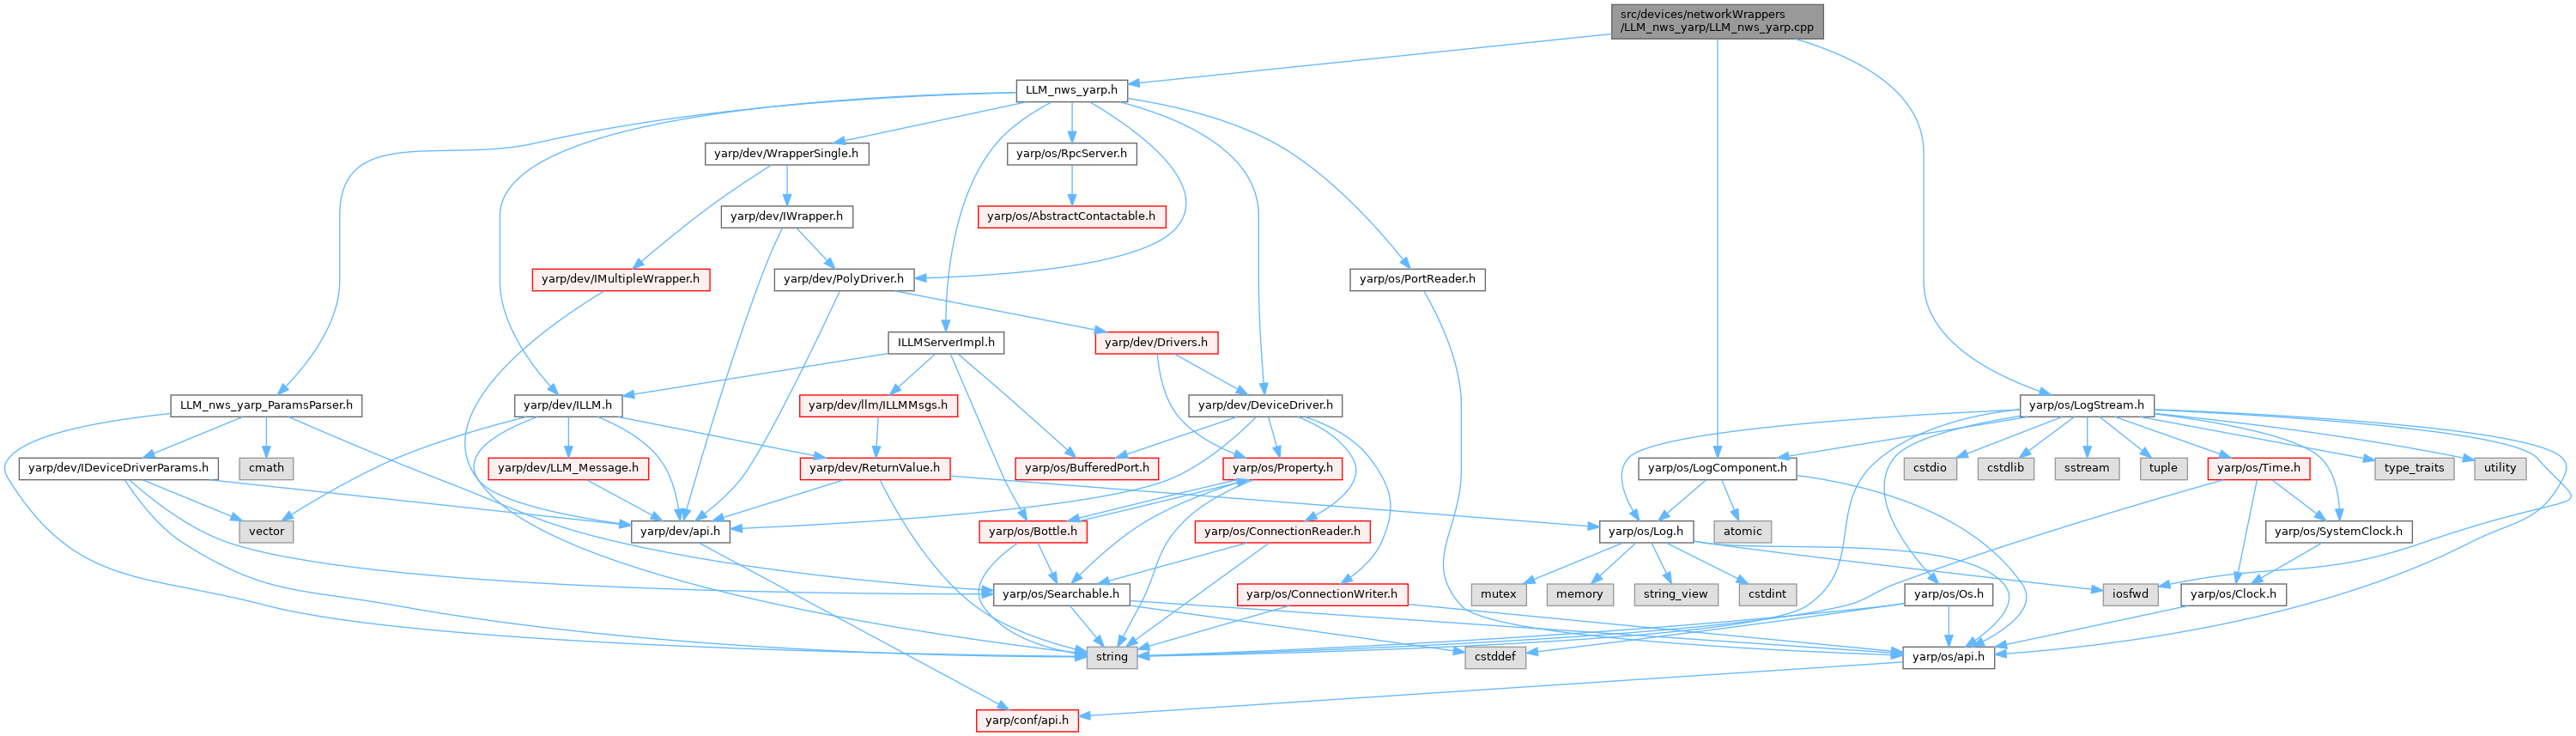 src/devices/networkWrappers
/LLM_nws_yarp/LLM_nws_yarp.cpp
LLM_nws_yarp.h
yarp/dev/WrapperSingle.h
yarp/os/RpcServer.h
yarp/dev/IWrapper.h
yarp/os/AbstractContactable.h
yarp/dev/IMultipleWrapper.h
yarp/dev/PolyDriver.h
yarp/os/PortReader.h
ILLMServerImpl.h
yarp/dev/Drivers.h
LLM_nws_yarp_ParamsParser.h
yarp/dev/ILLM.h
yarp/dev/llm/ILLMMsgs.h
yarp/dev/DeviceDriver.h
yarp/os/LogStream.h
yarp/dev/IDeviceDriverParams.h
cmath
yarp/dev/LLM_Message.h
yarp/dev/ReturnValue.h
yarp/os/BufferedPort.h
yarp/os/Property.h
yarp/os/LogComponent.h
cstdio
cstdlib
sstream
tuple
yarp/os/Time.h
type_traits
utility
vector
yarp/dev/api.h
yarp/os/Bottle.h
yarp/os/ConnectionReader.h
yarp/os/Log.h
atomic
yarp/os/SystemClock.h
yarp/os/Searchable.h
yarp/os/ConnectionWriter.h
mutex
memory
string_view
cstdint
yarp/os/Os.h
iosfwd
yarp/os/Clock.h
string
cstddef
yarp/os/api.h
yarp/conf/api.h